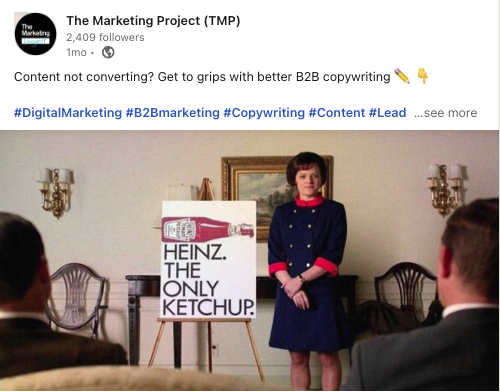 The
Marketing
PROJECT
The Marketing Project (TMP)
2,409 followers
1mo •
Content not converting? Get to grips with better B2B copywriting ✏️ 👇
#DigitalMarketing #B2Bmarketing #Copywriting #Content #Lead ...see more
HEINZ.
THE
ONLY
KETCHUP.